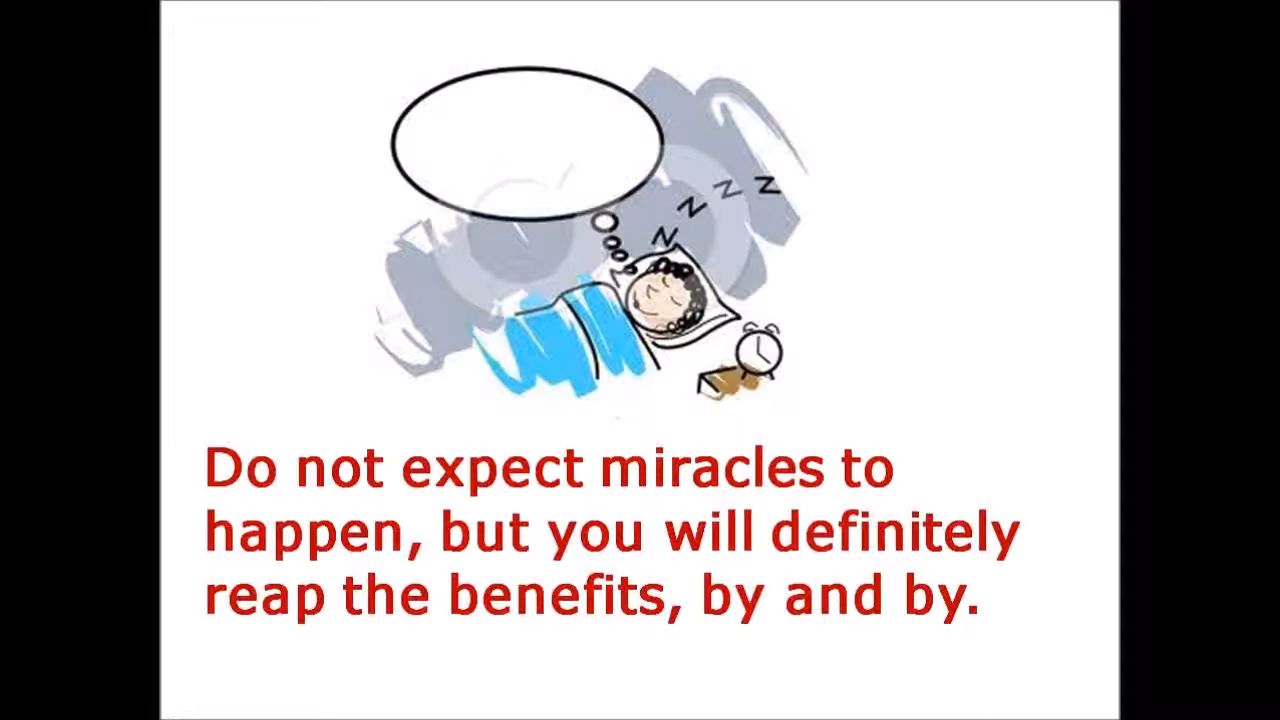 Z Z Z Z
Do not expect miracles to
happen, but you will definitely
reap the benefits, by and by.